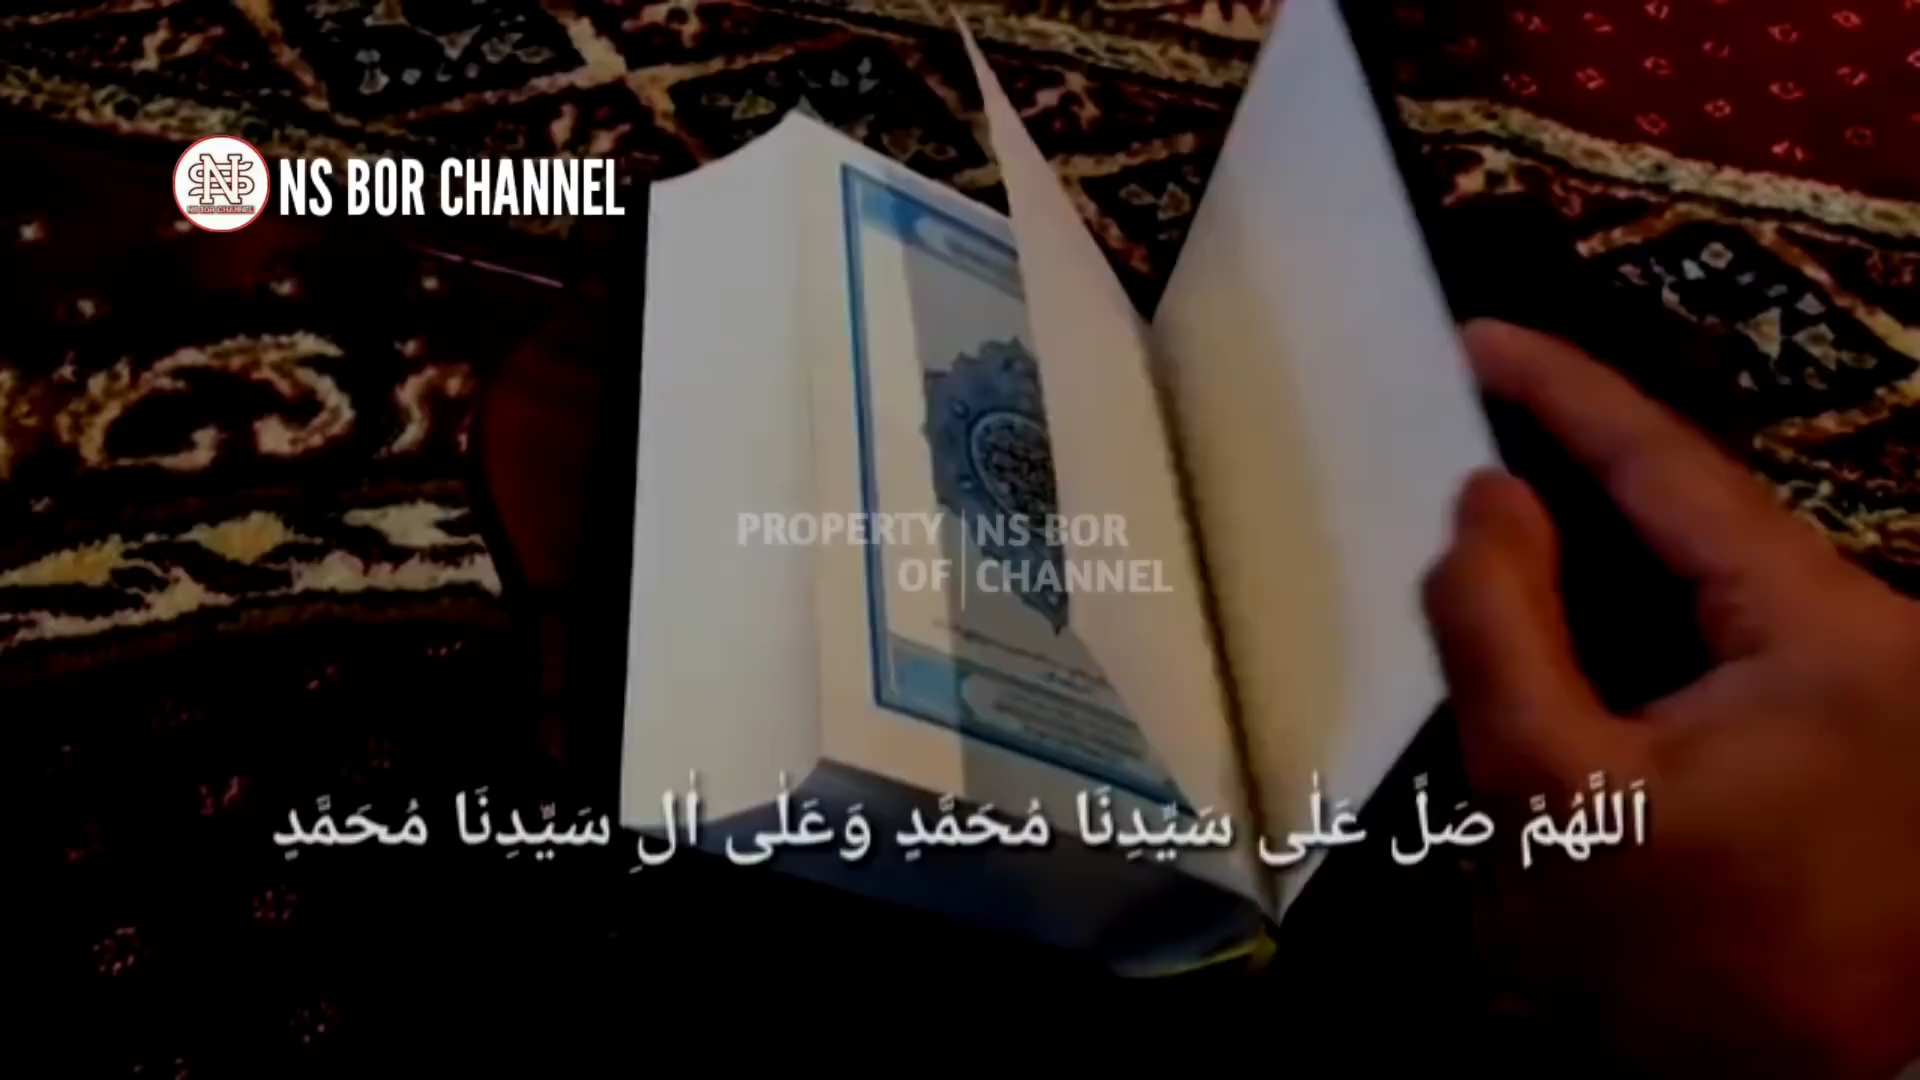 NS BOR CHANNEL
PROPERTY OF
NS BOR CHANNEL
اَللّٰهُمَّ صَلِّ عَلٰى سَيِّدِنَا مُحَمَّدٍ وَعَلٰى اٰلِ سَيِّدِنَا مُحَمَّدٍ